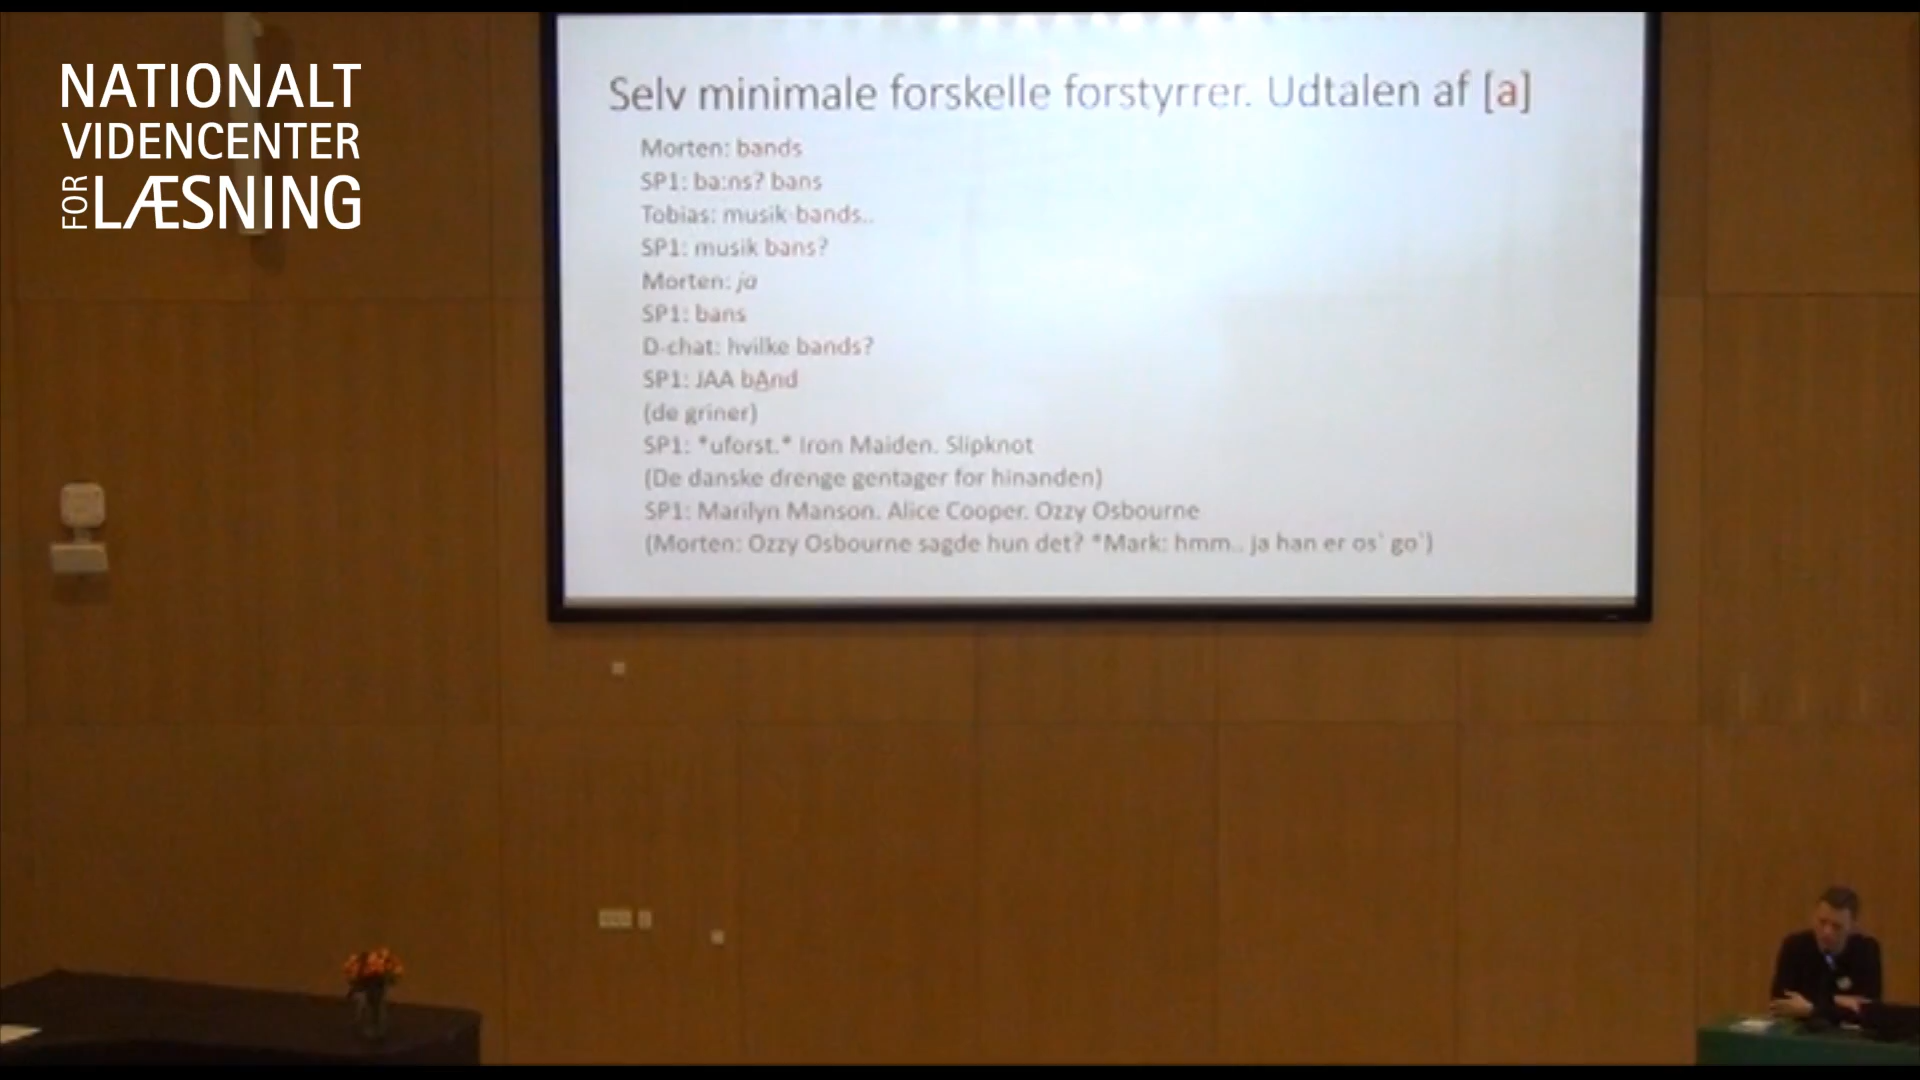 NATIONALT
VIDENCENTER
FOR LÆSNING
Selv minimale forskelle forstyrrer. Udtalen af [a]
Morten: bands
SP1: ba:ns? bans
Tobias: musik-bands..
SP1: musik bans?
Morten: ja
SP1: bans
D-chat: hvilke bands?
SP1: JAA bAnd
(de griner)
SP1: *uforst.* Iron Maiden. Slipknot
(De danske drenge gentager for hinanden)
SP1: Marilyn Manson. Alice Cooper. Ozzy Osbourne
(Morten: Ozzy Osbourne sagde hun det? *Mark: hmm.. ja han er os` go`)